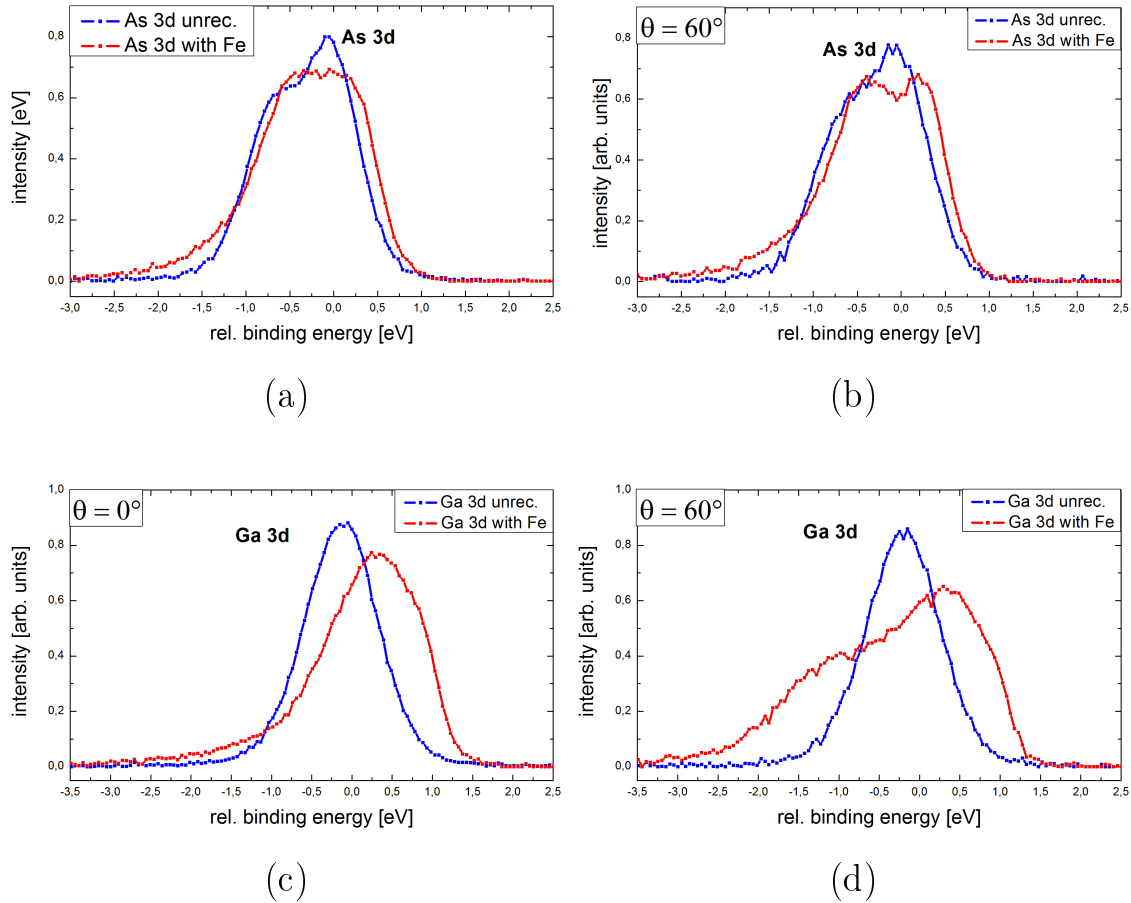 As 3d unrec.
As 3d with Fe
As 3d
intensity [eV]
0,8
0,6
0,4
0,2
0,0
-3,0 -2,5 -2,0 -1,5 -1,0 -0,5 0,0 0,5 1,0 1,5 2,0 2,5
rel. binding energy [eV]
(a)
θ = 60°
As 3d unrec.
As 3d with Fe
As 3d
intensity [arb. units]
0,8
0,6
0,4
0,2
0,0
-3,0 -2,5 -2,0 -1,5 -1,0 -0,5 0,0 0,5 1,0 1,5 2,0 2,5
rel. binding energy [eV]
(b)
θ = 0°
Ga 3d unrec.
Ga 3d with Fe
Ga 3d
intensity [arb. units]
1,0
0,8
0,6
0,4
0,2
0,0
-3,5 -3,0 -2,5 -2,0 -1,5 -1,0 -0,5 0,0 0,5 1,0 1,5 2,0 2,5
rel. binding energy [eV]
(c)
θ = 60°
Ga 3d unrec.
Ga 3d with Fe
Ga 3d
intensity [arb. units]
1,0
0,8
0,6
0,4
0,2
0,0
-3,5 -3,0 -2,5 -2,0 -1,5 -1,0 -0,5 0,0 0,5 1,0 1,5 2,0 2,5
rel. binding energy [eV]
(d)